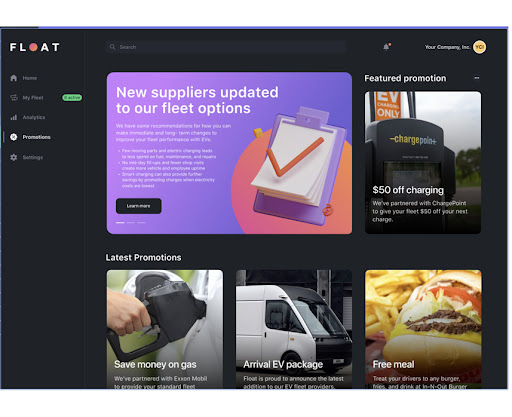 FLOAT
Search
Your Company, Inc.
YCI
Home
My Fleet
8 active
Analytics
Promotions
Settings
New suppliers updated
to our fleet options
We have some recommendations for how you can
make immediate and long- term changes to
improve your fleet performance with EVs.
Few moving parts and electric charging leads
to less spend on fuel, maintenance, and repairs
No mid day fill ups and fewer shop visits
create more vehicle and employee uptime
Smart charging can also provide further
savings by promoting charges when electricity
costs are lowest
Learn more
Featured promotion
EV
ONLY
chargepoin+
$50 off charging
We've partnered with ChargePoint
to give your fleet $50 off your next
charge.
Latest Promotions
Save money on gas
We've partnered with Exxon Mobil
to provide your standard fleet
Arrival EV package
Float is proud to announce the latest
addition to our EV fleet providers.
Free meal
Treat your drivers to any burger,
fries, and drink at In-N-Out Burger